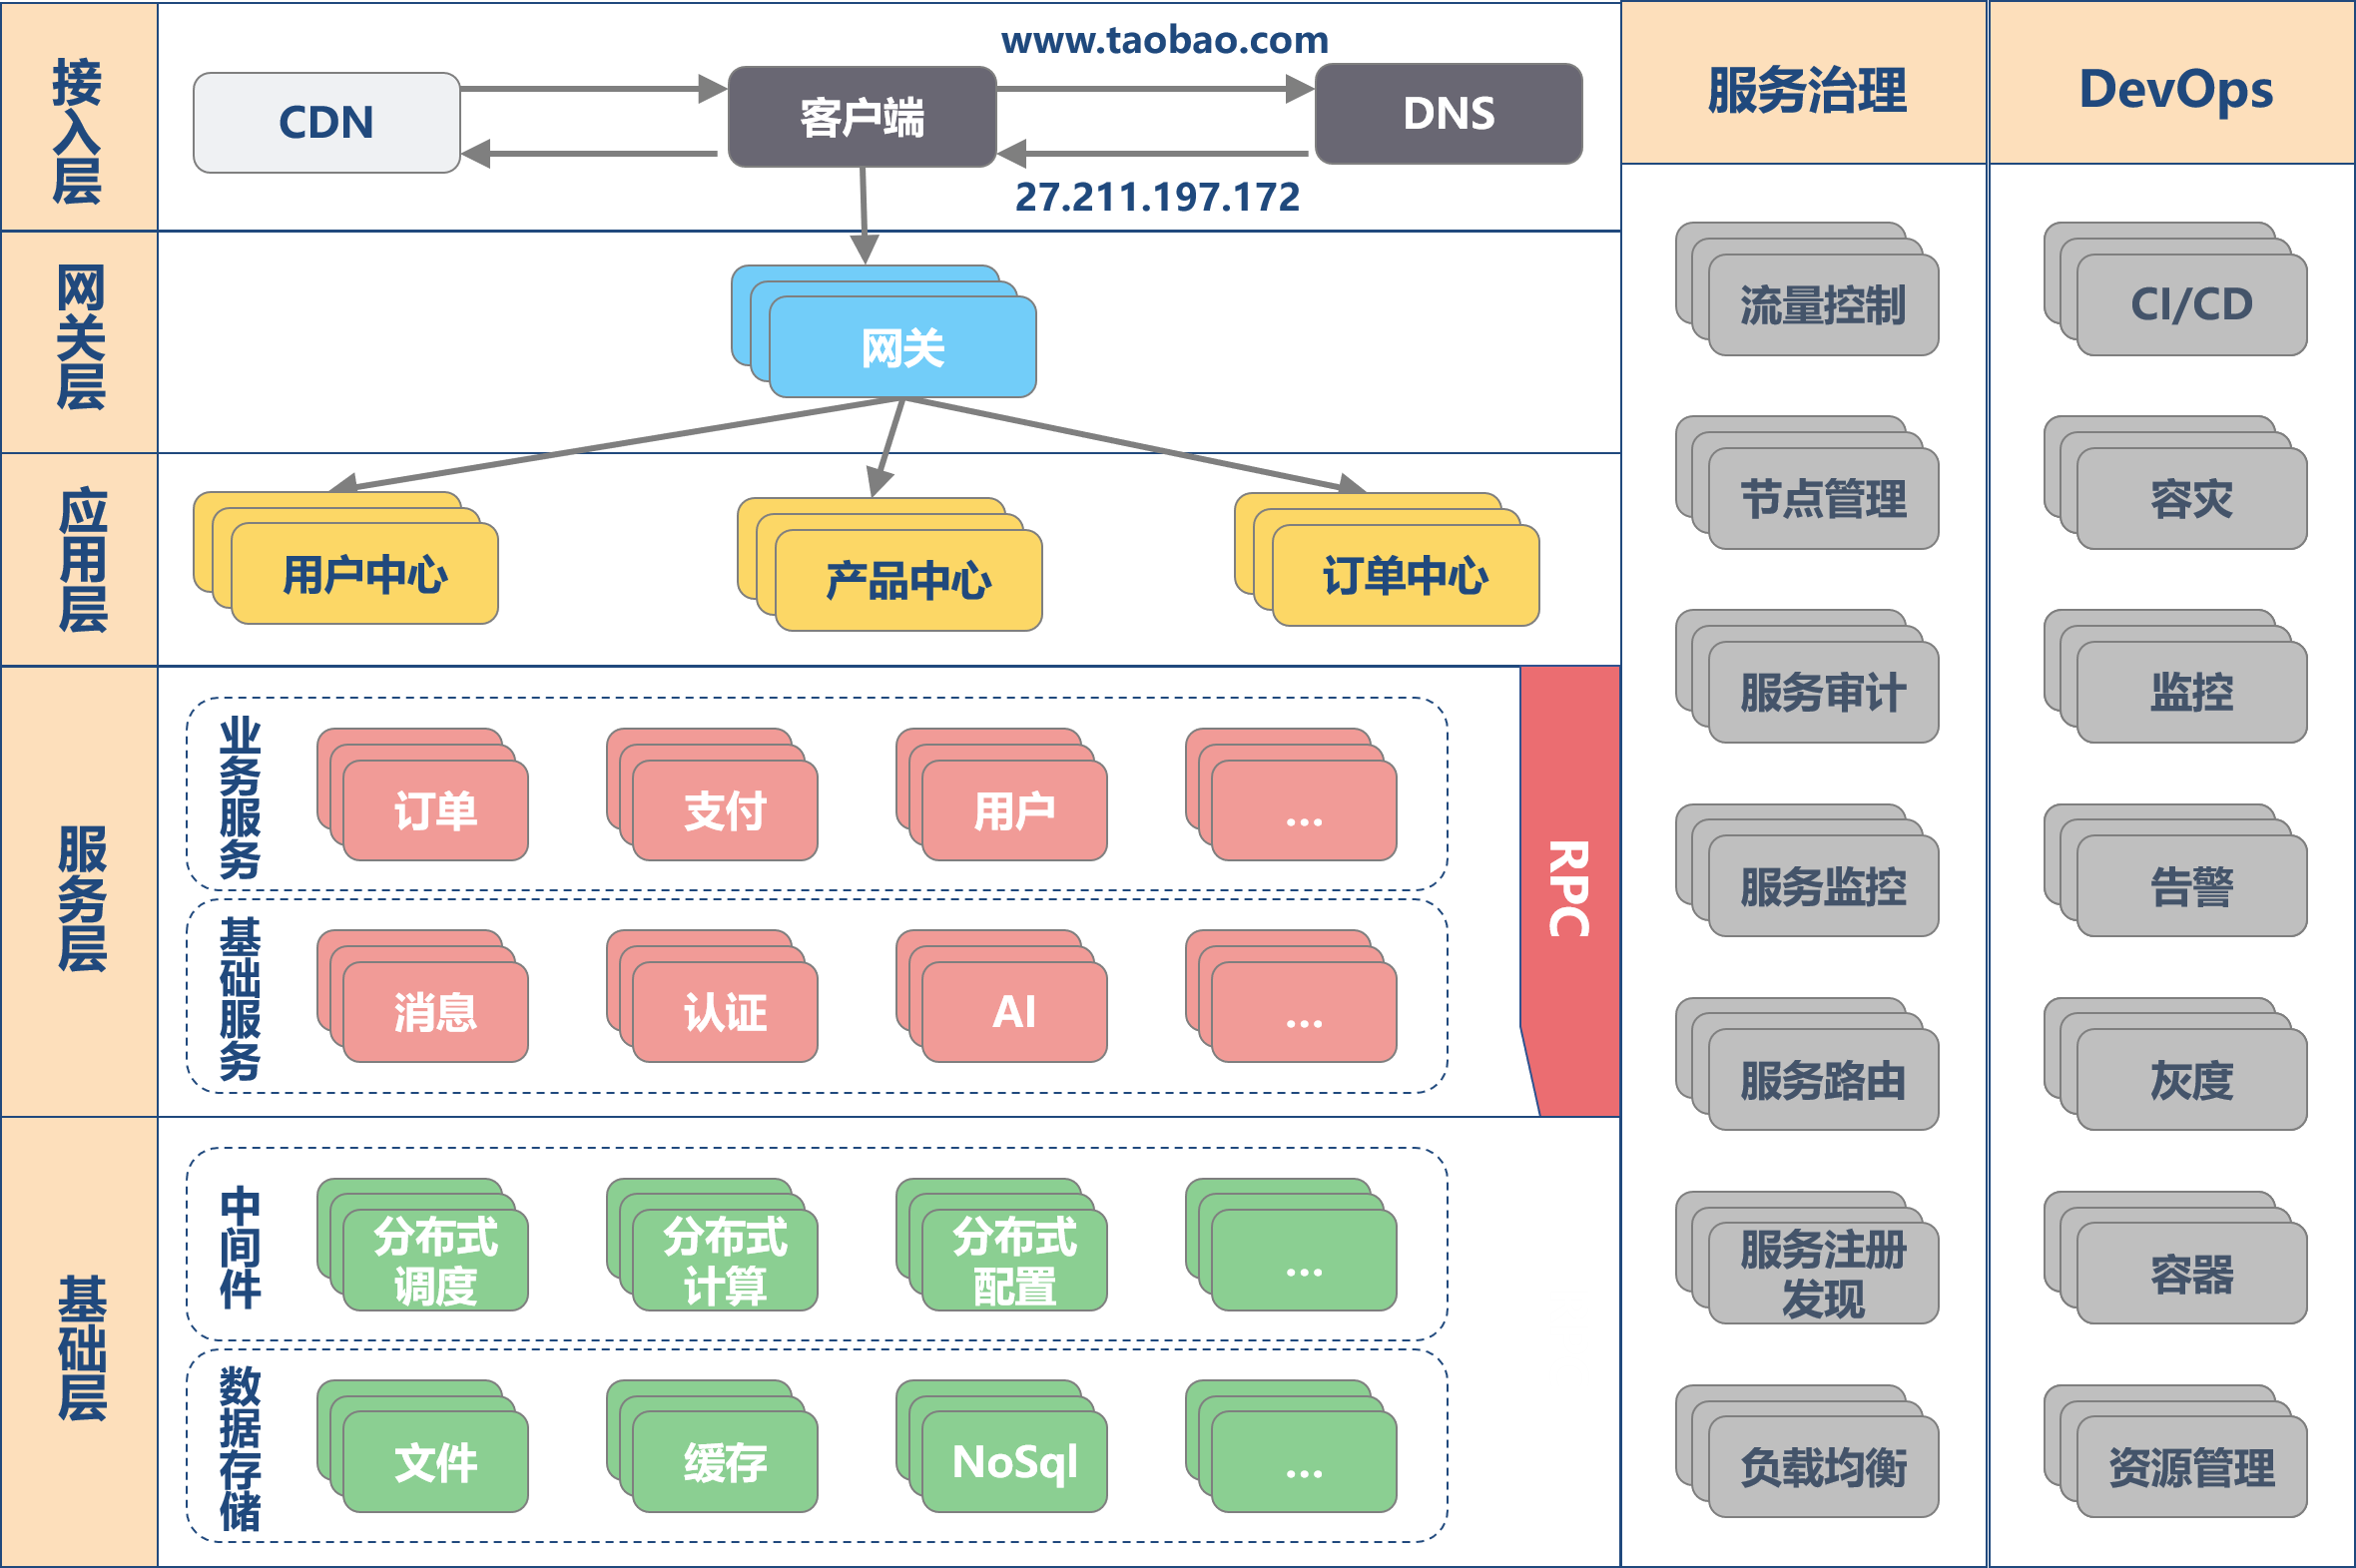 接入层
CDN
客户端
www.taobao.com
27.211.197.172
DNS
网关层
网关
应用层
用户中心
产品中心
订单中心
服务层
业务服务
订单
支付
用户
...
基础服务
消息
认证
AI
...
RPC
基础层
中间件
分布式
调度
分布式
计算
分布式
配置
...
数据存储
文件
缓存
NoSql
...
服务治理
流量控制
节点管理
服务审计
服务监控
服务路由
服务注册
发现
负载均衡
DevOps
CI/CD
容灾
监控
告警
灰度
容器
资源管理